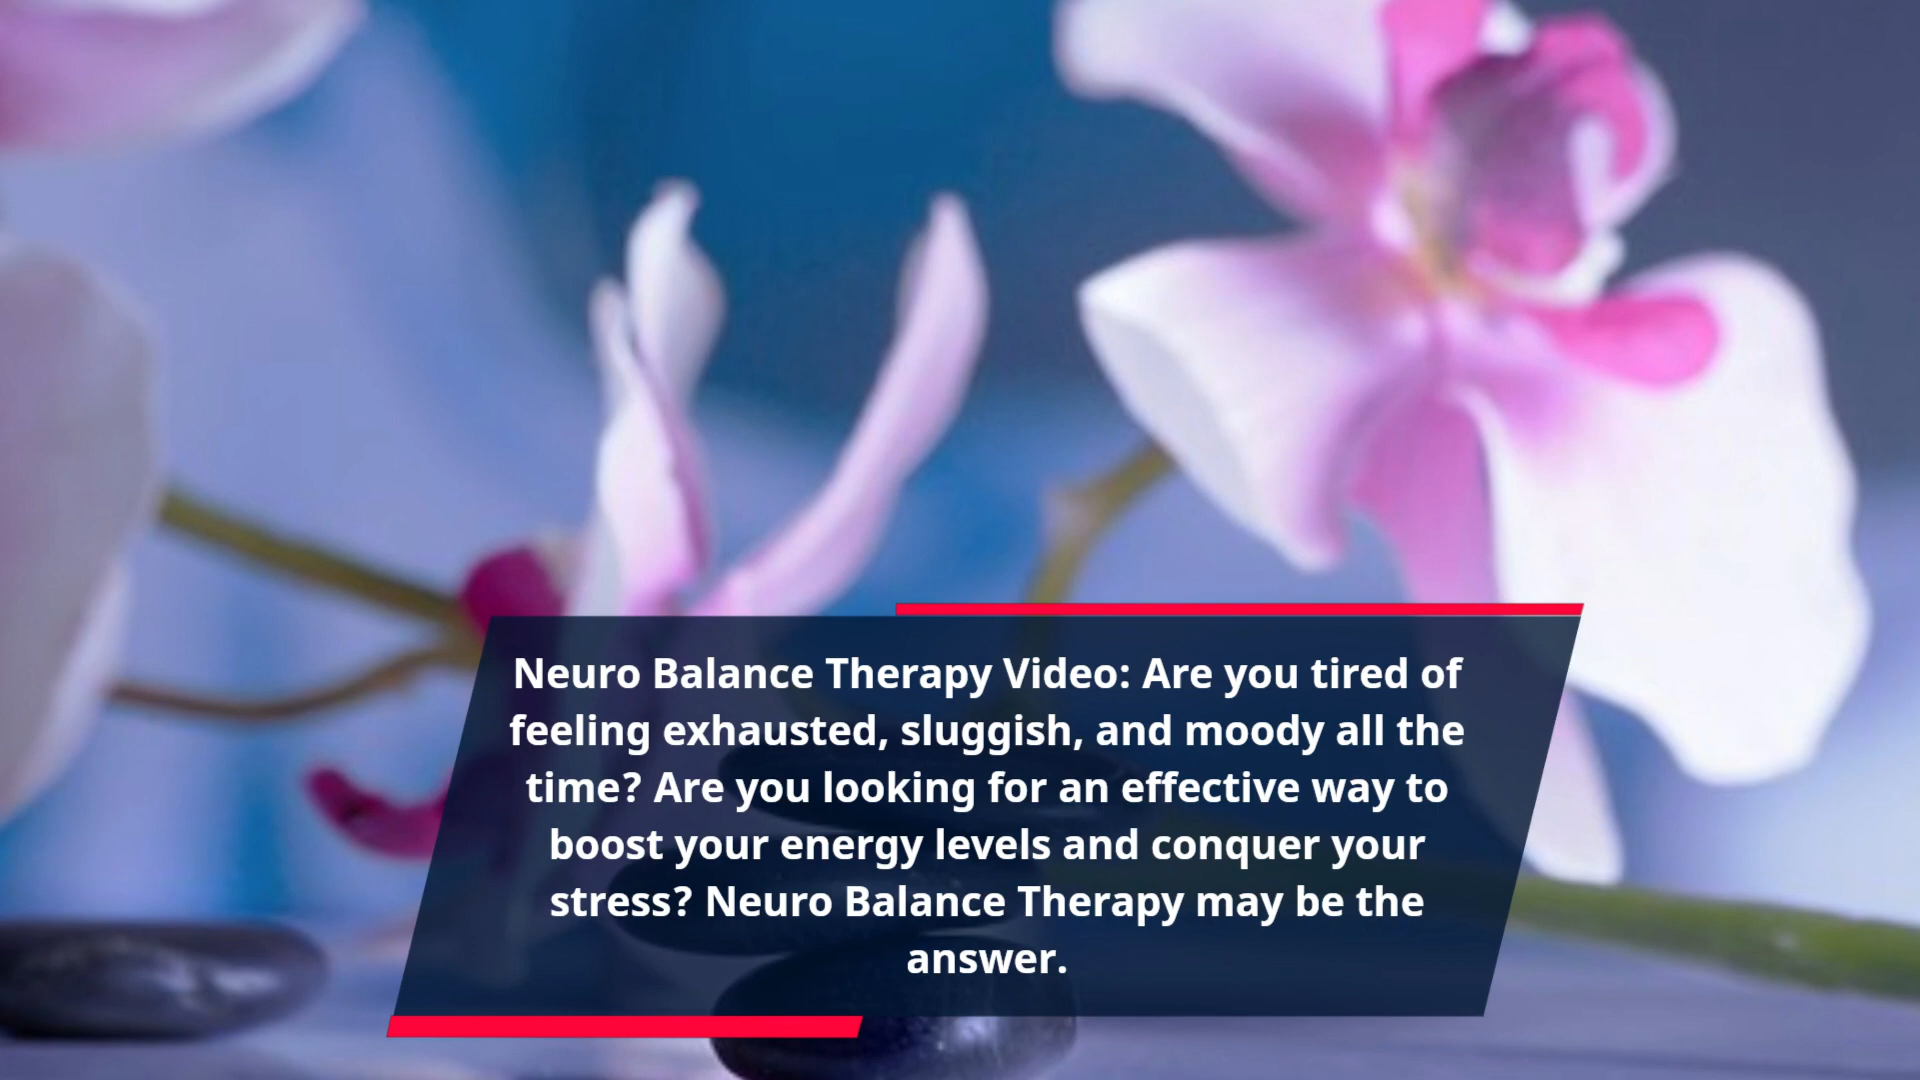 Neuro Balance Therapy Video: Are you tired of
feeling exhausted, sluggish, and moody all the
time? Are you looking for an effective way to
boost your energy levels and conquer your
stress? Neuro Balance Therapy may be the
answer.